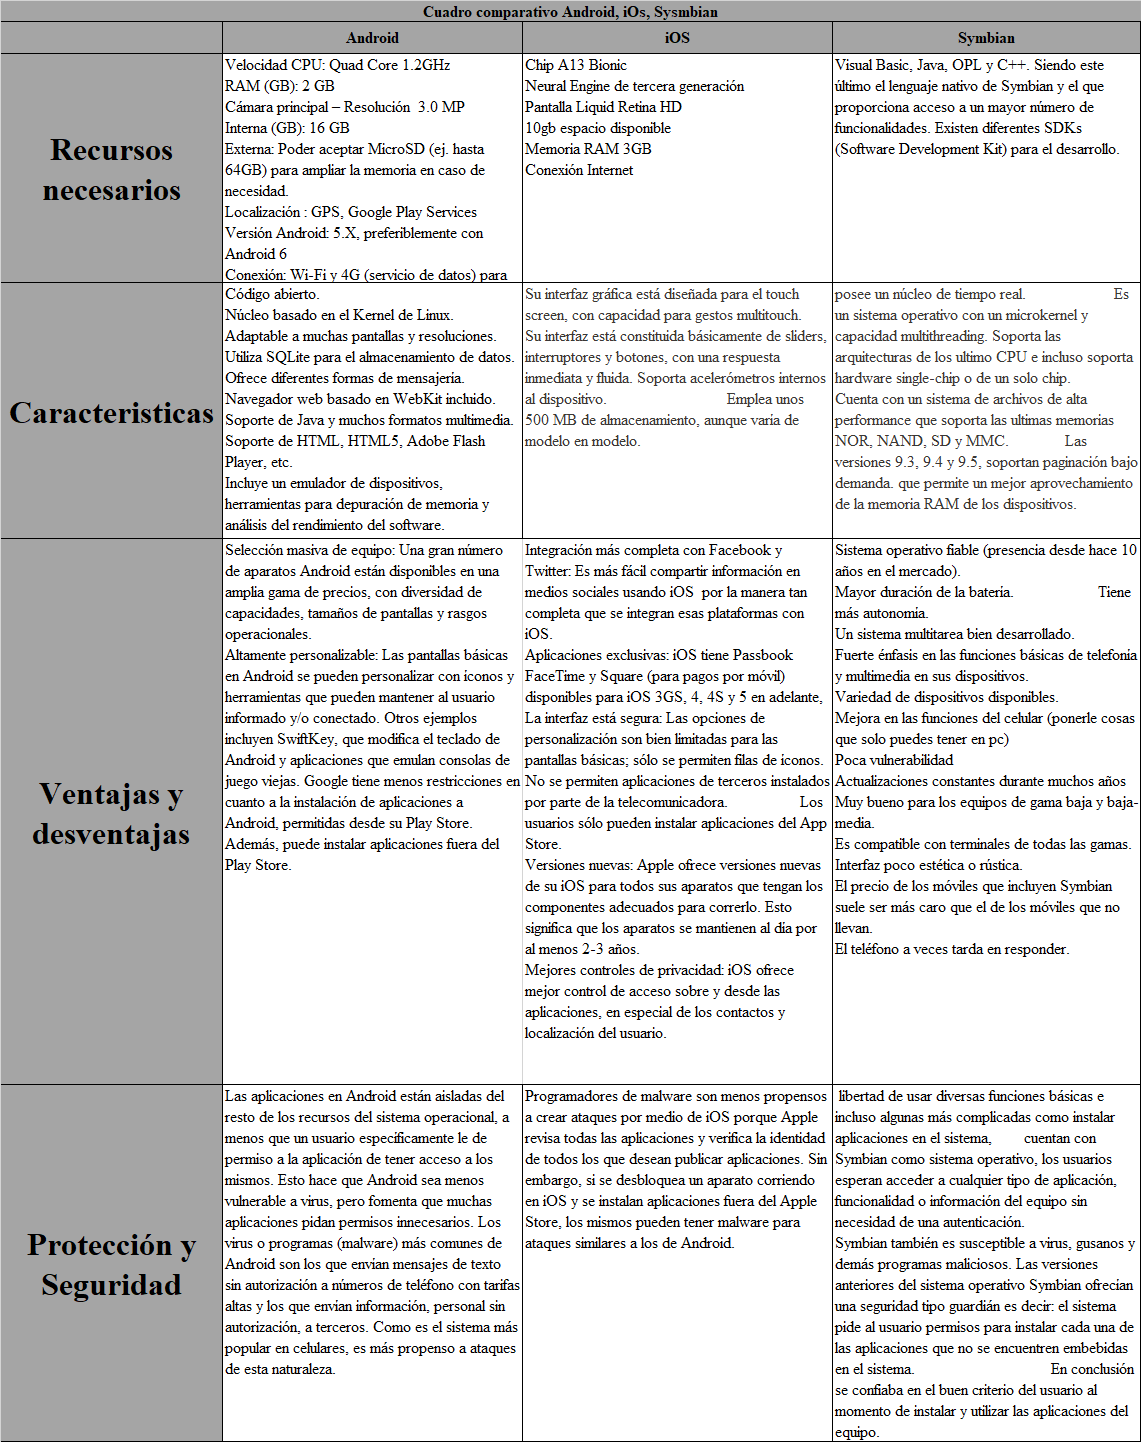 Cuadro comparativo Android, iOs, Sysmbian
Android
iOS
Symbian
Recursos
necesarios
Velocidad CPU: Quad Core 1.2GHz
RAM (GB): 2 GB
Cámara principal – Resolución  3.0 MP
Interna (GB): 16 GB
Externa: Poder aceptar MicroSD (ej. hasta
64GB) para ampliar la memoria en caso de
necesidad.
Localización : GPS, Google Play Services
Versión Android: 5.X, preferiblemente con
Android 6
Conexión: Wi-Fi y 4G (servicio de datos) para
Chip A13 Bionic
Neural Engine de tercera generación
Pantalla Liquid Retina HD
10gb espacio disponible
Memoria RAM 3GB
Conexión Internet
Visual Basic, Java, OPL y C++. Siendo este
último el lenguaje nativo de Symbian y el que
proporciona acceso a un mayor número de
funcionalidades. Existen diferentes SDKs
(Software Development Kit) para el desarrollo.
Caracteristicas
Código abierto.
Núcleo basado en el Kernel de Linux.
Adaptable a muchas pantallas y resoluciones.
Utiliza SQLite para el almacenamiento de datos.
Ofrece diferentes formas de mensajería.
Navegador web basado en WebKit incluido.
Soporte de Java y muchos formatos multimedia.
Soporte de HTML, HTML5, Adobe Flash
Player, etc.
Incluye un emulador de dispositivos,
herramientas para depuración de memoria y
análisis del rendimiento del software.
Su interfaz gráfica está diseñada para el touch
screen, con capacidad para gestos multitouch.
Su interfaz está constituida básicamente de sliders,
interruptores y botones, con una respuesta
inmediata y fluida. Soporta acelerómetros internos
al dispositivo. Emplea unos
500 MB de almacenamiento, aunque varia de
modelo en modelo.
posee un núcleo de tiempo real. Es
un sistema operativo con un microkernel y
capacidad multithreading. Soporta las
arquitecturas de los ultimo CPU e incluso soporta
hardware single-chip o de un solo chip.
Cuenta con un sistema de archivos de alta
performance que soporta las ultimas memorias
NOR, NAND, SD y MMC. Las
versiones 9.3, 9.4 y 9.5, soportan paginación bajo
demanda. que permite un mejor aprovechamiento
de la memoria RAM de los dispositivos.
Ventajas y
desventajas
Selección masiva de equipo: Una gran número
de aparatos Android están disponibles en una
amplia gama de precios, con diversidad de
capacidades, tamaños de pantallas y rasgos
operacionales.
Altamente personalizable: Las pantallas básicas
en Android se pueden personalizar con íconos y
herramientas que pueden mantener al usuario
informado y/o conectado. Otros ejemplos
incluyen SwiftKey, que modifica el teclado de
Android y aplicaciones que emulan consolas de
juego viejas. Google tiene menos restricciones en
cuanto a la instalación de aplicaciones a
Android, permitidas desde su Play Store.
Además, puede instalar aplicaciones fuera del
Play Store.
Integración más completa con Facebook y
Twitter: Es más fácil compartir información en
medios sociales usando iOS  por la manera tan
completa que se integran esas plataformas con
iOS.
Aplicaciones exclusivas: iOS tiene Passbook
FaceTime y Square (para pagos por móvil)
disponibles para iOS 3GS, 4, 4S y 5 en adelante,
La interfaz está segura: Las opciones de
personalización son bien limitadas para las
pantallas básicas; sólo se permiten filas de íconos.
No se permiten aplicaciones de terceros instalados
por parte de la telecomunicadora. Los
usuarios sólo pueden instalar aplicaciones del App
Store.
Versiones nuevas: Apple ofrece versiones nuevas
de su iOS para todos sus aparatos que tengan los
componentes adecuados para correrlo. Esto
significa que los aparatos se mantienen al día por
al menos 2-3 años.
Mejores controles de privacidad: iOS ofrece
mejor control de acceso sobre y desde las
aplicaciones, en especial de los contactos y
localización del usuario.
Sistema operativo fiable (presencia desde hace 10
años en el mercado).
Mayor duración de la batería. Tiene
más autonomía.
Un sistema multitarea bien desarrollado.
Fuerte énfasis en las funciones básicas de telefonía
y multimedia en sus dispositivos.
Variedad de dispositivos disponibles.
Mejora en las funciones del celular (ponerle cosas
que solo puedes tener en pc)
Poca vulnerabilidad
Actualizaciones constantes durante muchos años
Muy bueno para los equipos de gama baja y baja-
media.
Es compatible con terminales de todas las gamas.
Interfaz poco estética o rústica.
El precio de los móviles que incluyen Symbian
suele ser más caro que el de los móviles que no
llevan.
El teléfono a veces tarda en responder.
Protección y
Seguridad
Las aplicaciones en Android están aisladas del
resto de los recursos del sistema operacional, a
menos que un usuario específicamente le de
permiso a la aplicación de tener acceso a los
mismos. Esto hace que Android sea menos
vulnerable a virus, pero fomenta que muchas
aplicaciones pidan permisos innecesarios. Los
virus o programas (malware) más comunes de
Android son los que envían mensajes de texto
sin autorización a números de teléfono con tarifas
altas y los que envían información, personal sin
autorización, a terceros. Como es el sistema más
popular en celulares, es más propenso a ataques
de esta naturaleza.
Programadores de malware son menos propensos
a crear ataques por medio de iOS porque Apple
revisa todas las aplicaciones y verifica la identidad
de todos los que desean publicar aplicaciones. Sin
embargo, si se desbloquea un aparato corriendo
en iOS y se instalan aplicaciones fuera del Apple
Store, los mismos pueden tener malware para
ataques similares a los de Android.
libertad de usar diversas funciones básicas e
incluso algunas más complicadas como instalar
aplicaciones en el sistema, cuentan con
Symbian como sistema operativo, los usuarios
esperan acceder a cualquier tipo de aplicación,
funcionalidad o información del equipo sin
necesidad de una autenticación.
Symbian también es susceptible a virus, gusanos y
demás programas maliciosos. Las versiones
anteriores del sistema operativo Symbian ofrecían
una seguridad tipo guardián es decir: el sistema
pide al usuario permisos para instalar cada una de
las aplicaciones que no se encuentren embebidas
en el sistema. En conclusión
se confiaba en el buen criterio del usuario al
momento de instalar y utilizar las aplicaciones del
equipo.